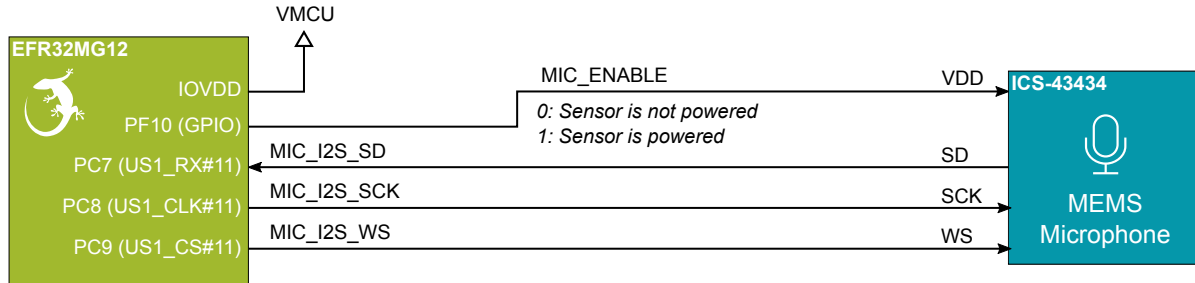 VMCU
EFR32MG12
IOVDD
PF10 (GPIO)
PC7 (US1_RX#11)
PC8 (US1_CLK#11)
PC9 (US1_CS#11)
MIC_ENABLE
0: Sensor is not powered
1: Sensor is powered
MIC_I2S_SD
MIC_I2S_SCK
MIC_I2S_WS
VDD
SD
SCK
WS
ICS-43434
MEMS
Microphone